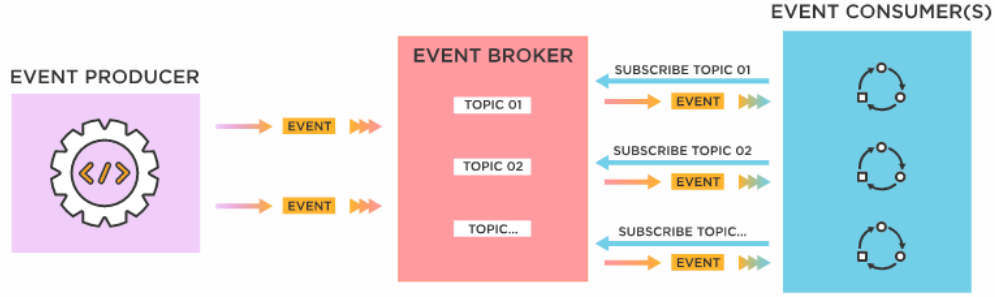 EVENT PRODUCER
</>
EVENT
EVENT
EVENT BROKER
TOPIC 01
TOPIC 02
TOPIC...
EVENT CONSUMER(S)
SUBSCRIBE TOPIC 01
EVENT
SUBSCRIBE TOPIC 02
EVENT
SUBSCRIBE TOPIC...
EVENT